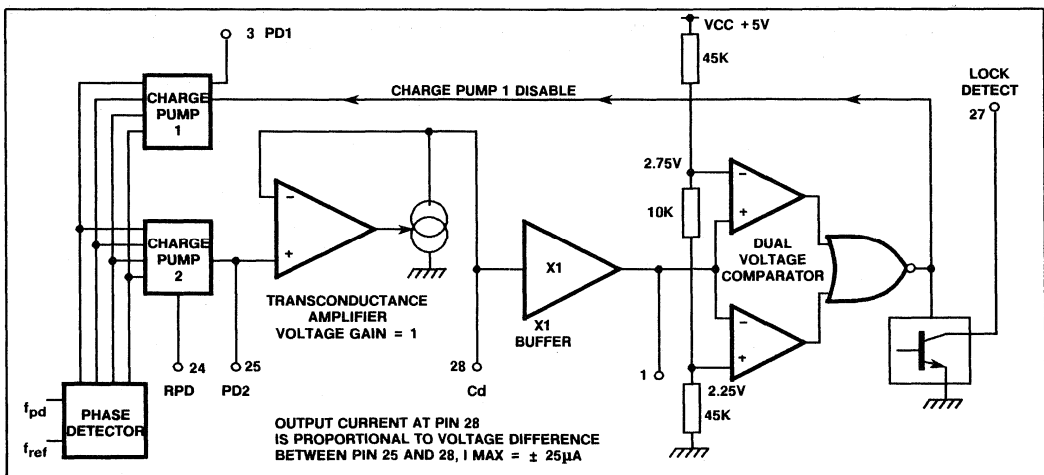 3 PD1
VCC +5V
45K
LOCK
DETECT
27
CHARGE
PUMP
1
CHARGE PUMP 1 DISABLE
2.75V
10K
CHARGE
PUMP
2
X1
DUAL
VOLTAGE
COMPARATOR
TRANSCONDUCTANCE
AMPLIFIER
VOLTAGE GAIN = 1
X1
BUFFER
24
RPD
25
PD2
28
Cd
1
2.25V
45K
fpd
fref
PHASE
DETECTOR
OUTPUT CURRENT AT PIN 28
IS PROPORTIONAL TO VOLTAGE DIFFERENCE
BETWEEN PIN 25 AND 28, I MAX = ± 25µA